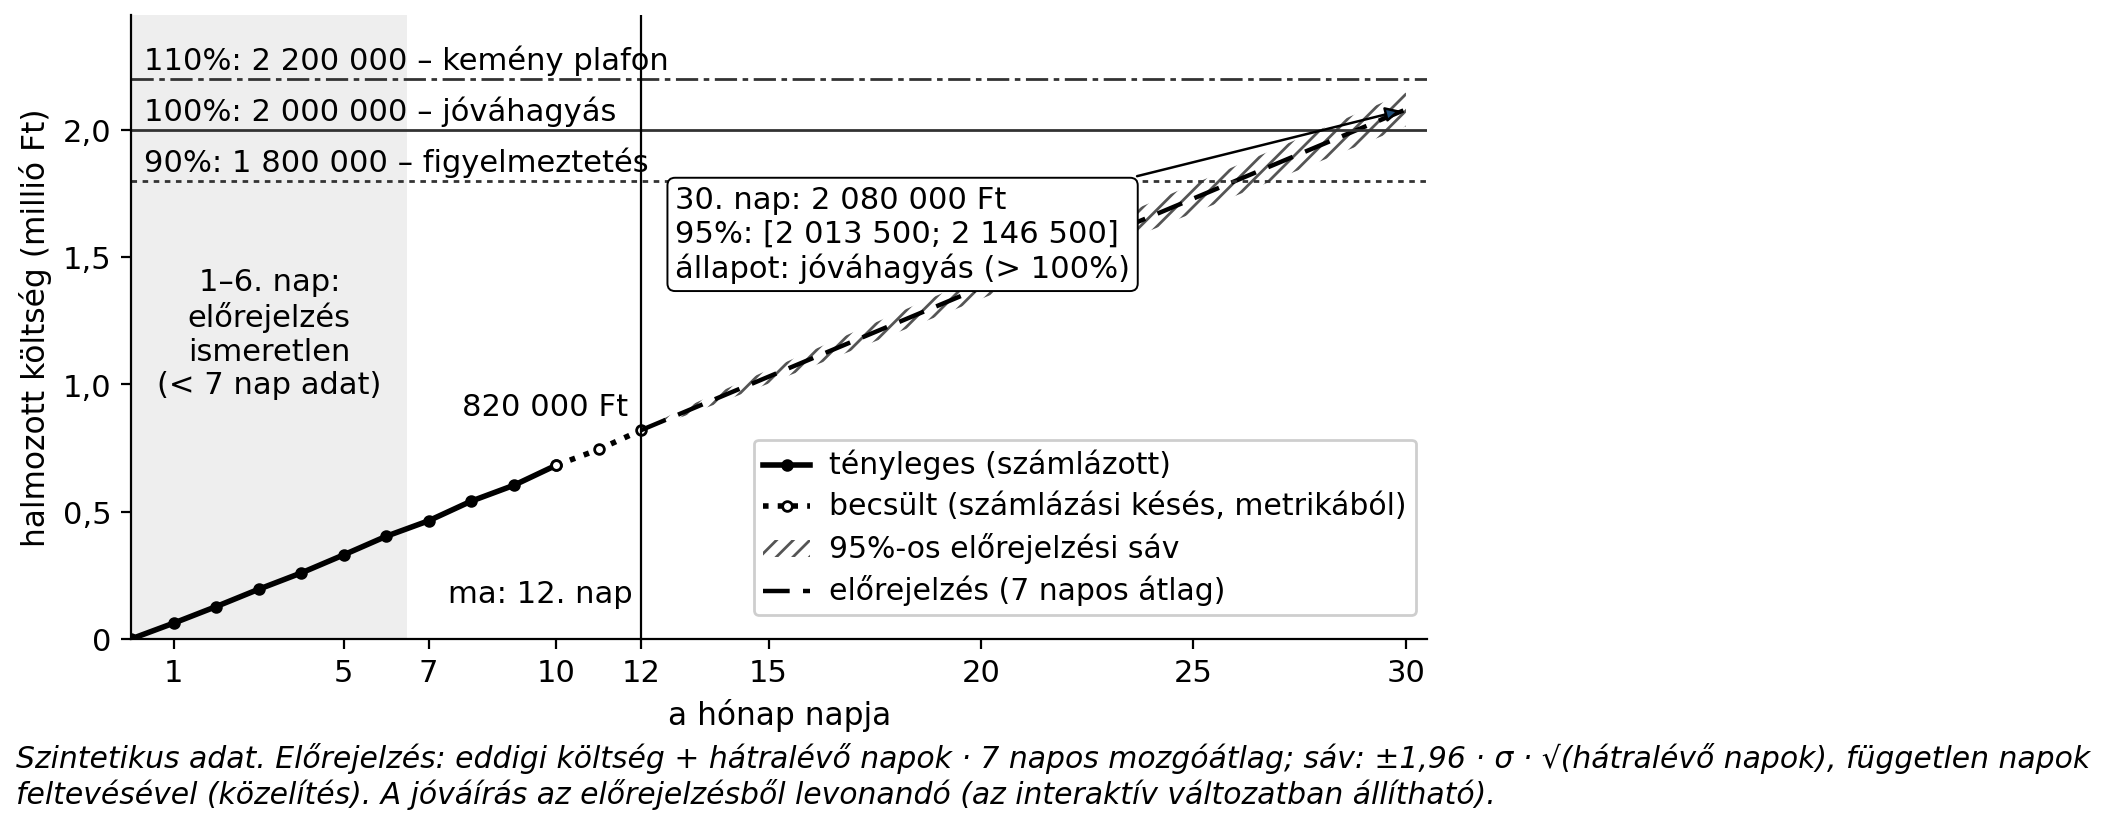 110%: 2 200 000 – kemény plafon
100%: 2 000 000 – jóváhagyás
90%: 1 800 000 – figyelmeztetés
halmozott költség (millió Ft)
2,0
1,5
1,0
0,5
0
30. nap: 2 080 000 Ft
95%: [2 013 500; 2 146 500]
állapot: jóváhagyás (> 100%)
1–6. nap:
előrejelzés
ismeretlen
(< 7 nap adat)
820 000 Ft
ma: 12. nap
tényleges (számlázott)
becsült (számlázási késés, metrikából)
95%-os előrejelzési sáv
előrejelzés (7 napos átlag)
1 5 7 10 12 15 20 25 30
a hónap napja
Szintetikus adat. Előrejelzés: eddigi költség + hátralévő napok · 7 napos mozgóátlag; sáv: ±1,96 · σ · √(hátralévő napok), független napok
feltevésével (közelítés). A jóváírás az előrejelzésből levonandó (az interaktív változatban állítható).